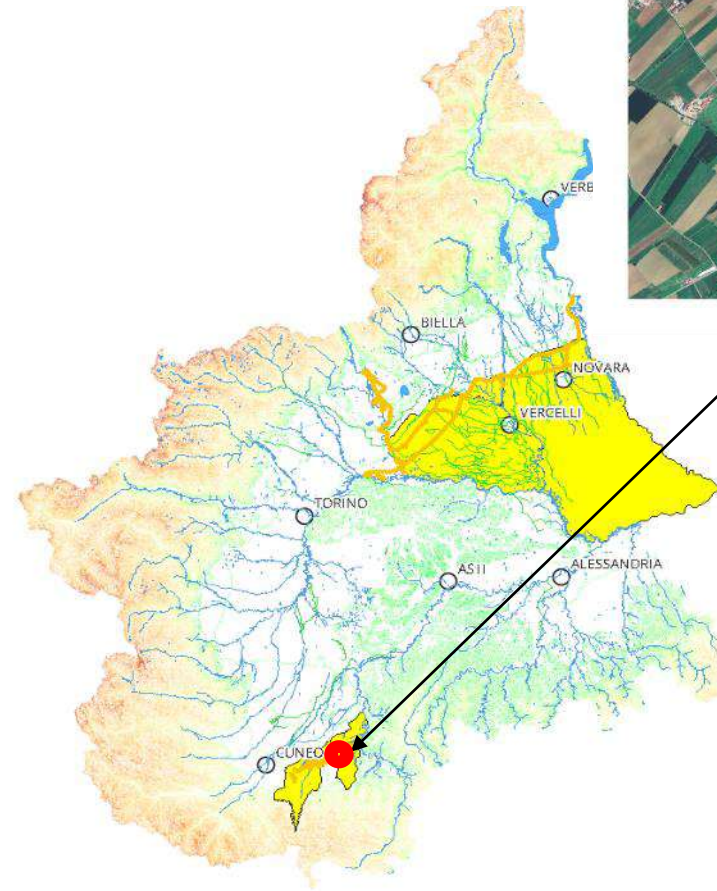 VERB
BIELLA
NOVARA
VERCELLI
TORINO
ASTI
ALESSANDRIA
CUNEO